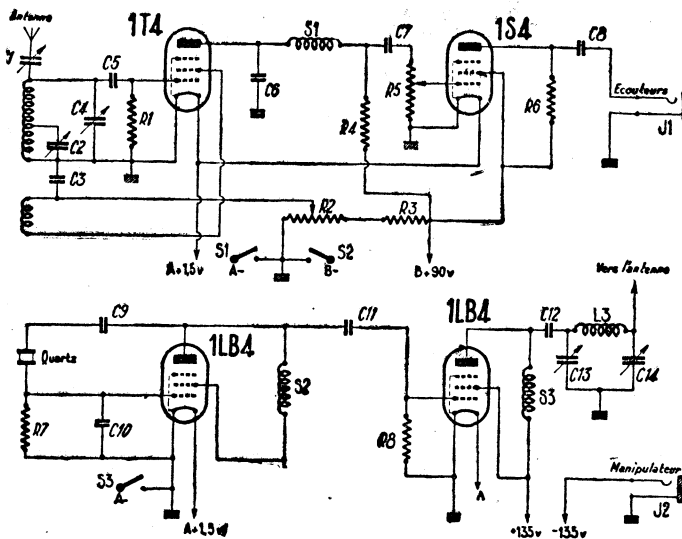 Antenne
1T4
1S4
S1
C7
C8
C5
C4
R1
C6
R4
R5
R6
Ecouteurs
J1
C2
C3
R2
R3
S1
S2
A-
B-
A+1,5v
B+90v
Vers l'antenne
C9
1LB4
C11
1LB4
C12
L3
Quartz
S2
S3
C13
C14
R7
C10
R8
S3
A-
A
Manipulateur
J2
A+1,5v
+135v
-135v